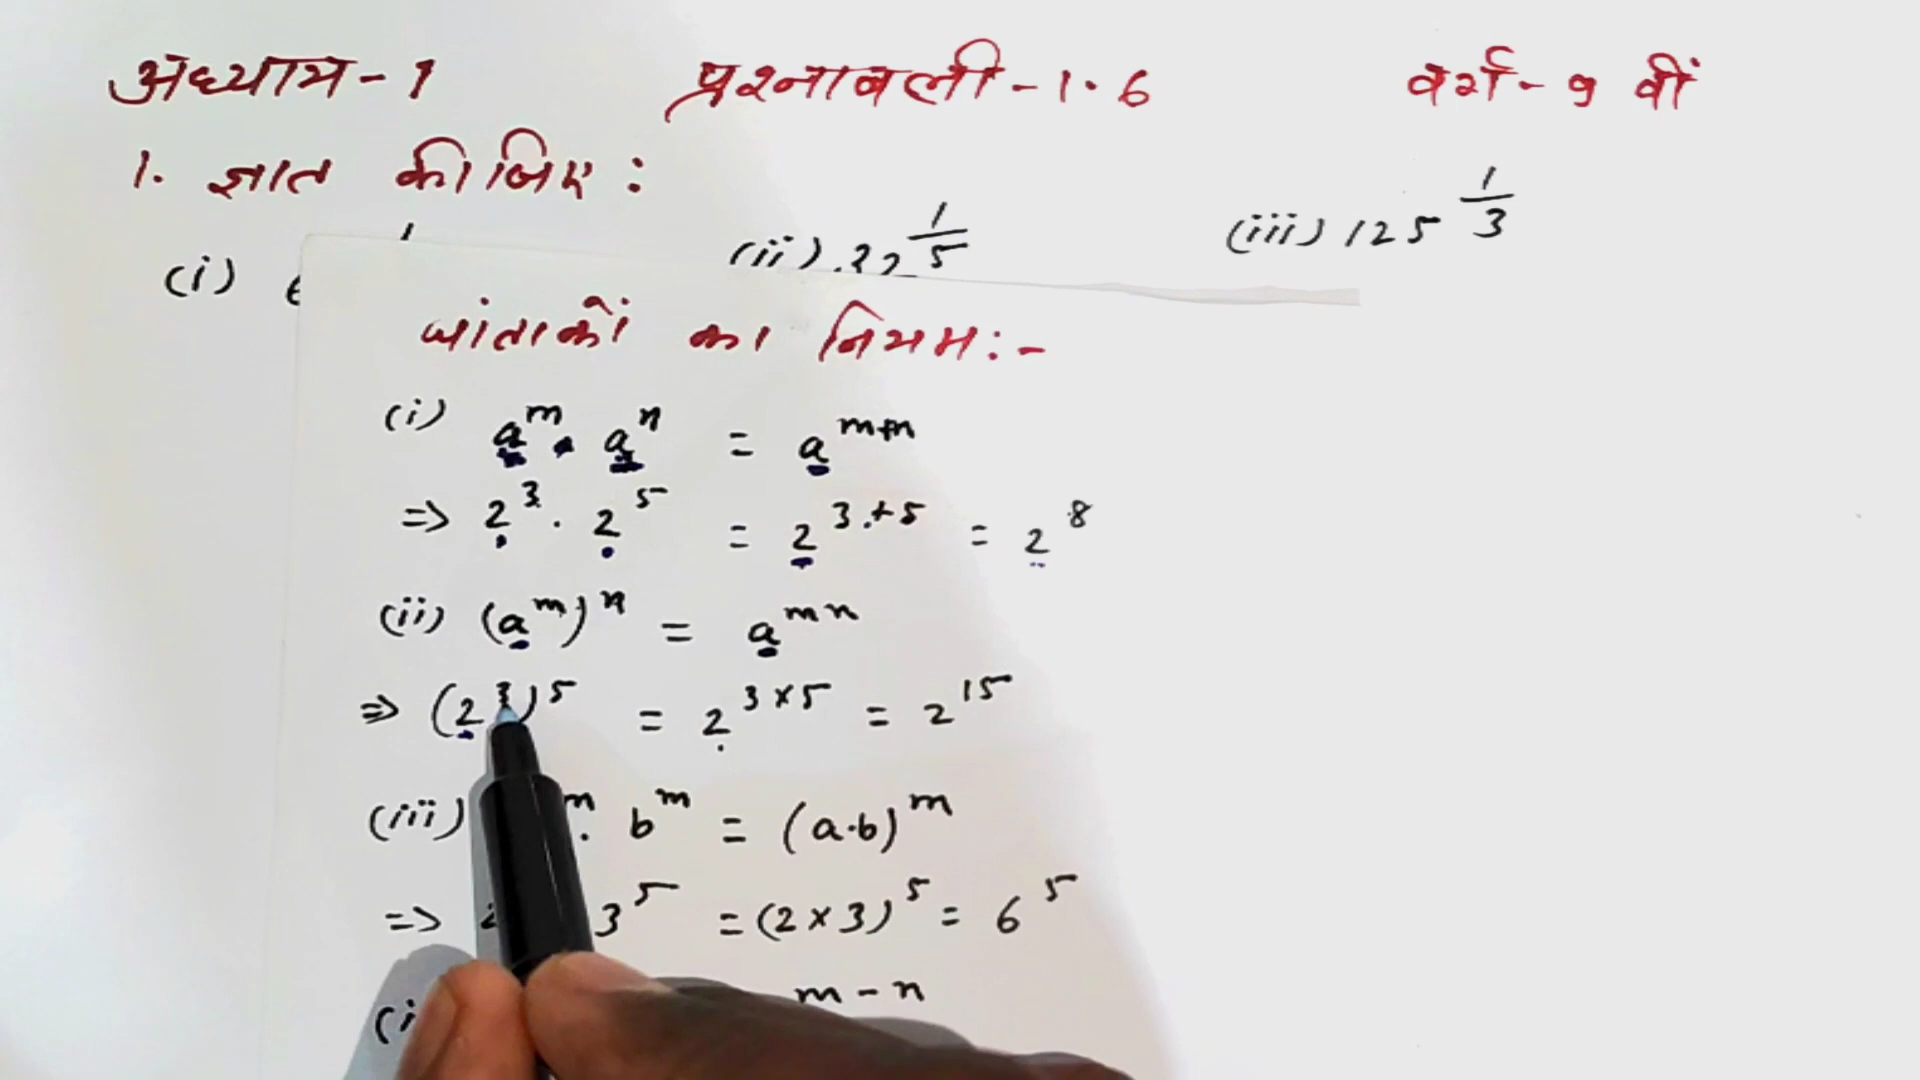 अध्याय-1 प्रश्नावली-1.6 वर्ग-9 वीं
1. ज्ञात कीजिए :
(i) (ii) 32^(1/5) (iii) 125^(1/3)
घांताकों का नियम :-
(i) a^m · a^n = a^(m+n)
=> 2^3 · 2^5 = 2^(3+5) = 2^8
(ii) (a^m)^n = a^(mn)
=> (2^3)^5 = 2^(3×5) = 2^15
(iii) ^m · b^m = (a·b)^m
=> 3^5 = (2×3)^5 = 6^5
(i m-n